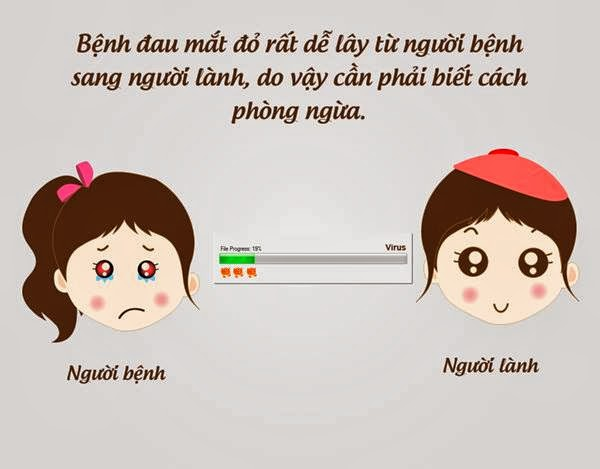 Bệnh đau mắt đỏ rất dễ lây từ người bệnh
sang người lành, do vậy cần phải biết cách
phòng ngừa.
File Progress: 19%
Virus
Người bệnh
Người lành